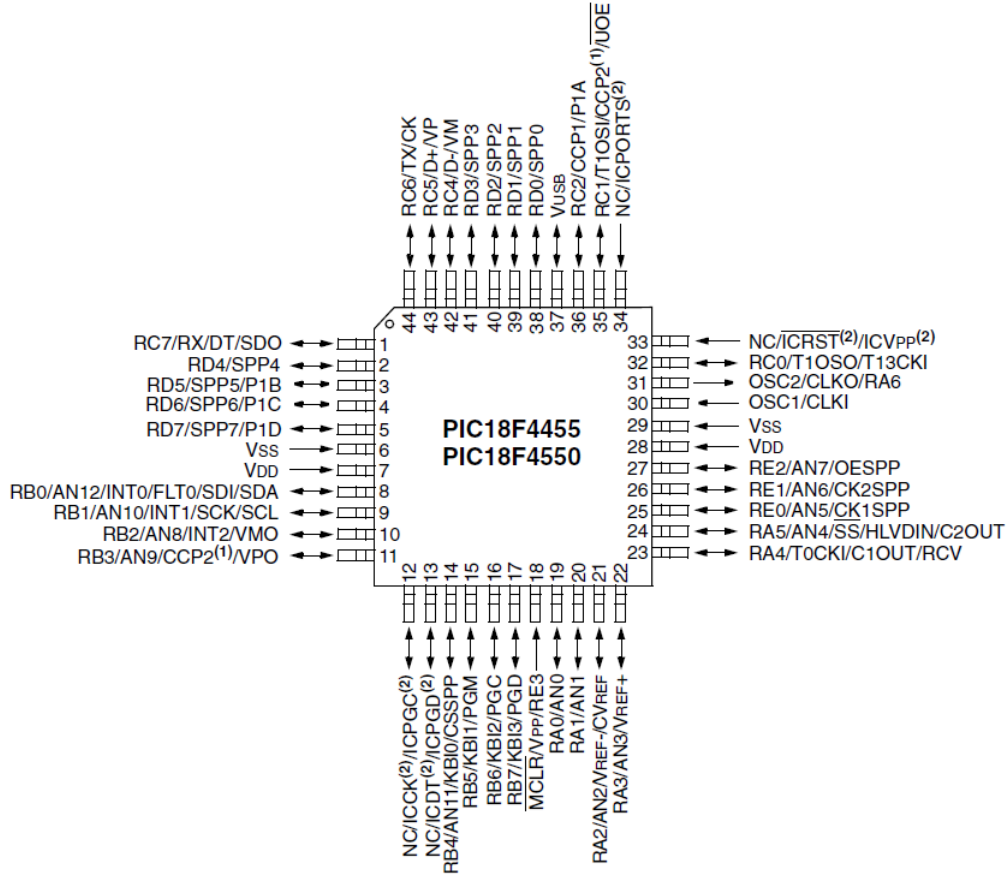 RC6/TX/CK
RC5/D+/VP
RC4/D-/VM
RD3/SPP3
RD2/SPP2
RD1/SPP1
RD0/SPP0
VUSB
RC2/CCP1/P1A
RC1/T1OSI/CCP2(1)/UOE
NC/ICPORTS(2)
44
43
42
41
40
39
38
37
36
35
34
RC7/RX/DT/SDO
RD4/SPP4
RD5/SPP5/P1B
RD6/SPP6/P1C
RD7/SPP7/P1D
VSS
VDD
RB0/AN12/INT0/FLT0/SDI/SDA
RB1/AN10/INT1/SCK/SCL
RB2/AN8/INT2/VMO
RB3/AN9/CCP2(1)/VPO
1
2
3
4
5
6
7
8
9
10
11
PIC18F4455
PIC18F4550
33
32
31
30
29
28
27
26
25
24
23
NC/ICRST(2)/ICVPP(2)
RC0/T1OSO/T13CKI
OSC2/CLKO/RA6
OSC1/CLKI
VSS
VDD
RE2/AN7/OESPP
RE1/AN6/CK2SPP
RE0/AN5/CK1SPP
RA5/AN4/SS/HLVDIN/C2OUT
RA4/T0CKI/C1OUT/RCV
12
13
14
15
16
17
18
19
20
21
22
NC/ICCK(2)/ICPGC(2)
NC/ICDT(2)/ICPGD(2)
RB4/AN11/KBI0/CSSPP
RB5/KBI1/PGM
RB6/KBI2/PGC
RB7/KBI3/PGD
MCLR/VPP/RE3
RA0/AN0
RA1/AN1
RA2/AN2/VREF-/CVREF
RA3/AN3/VREF+